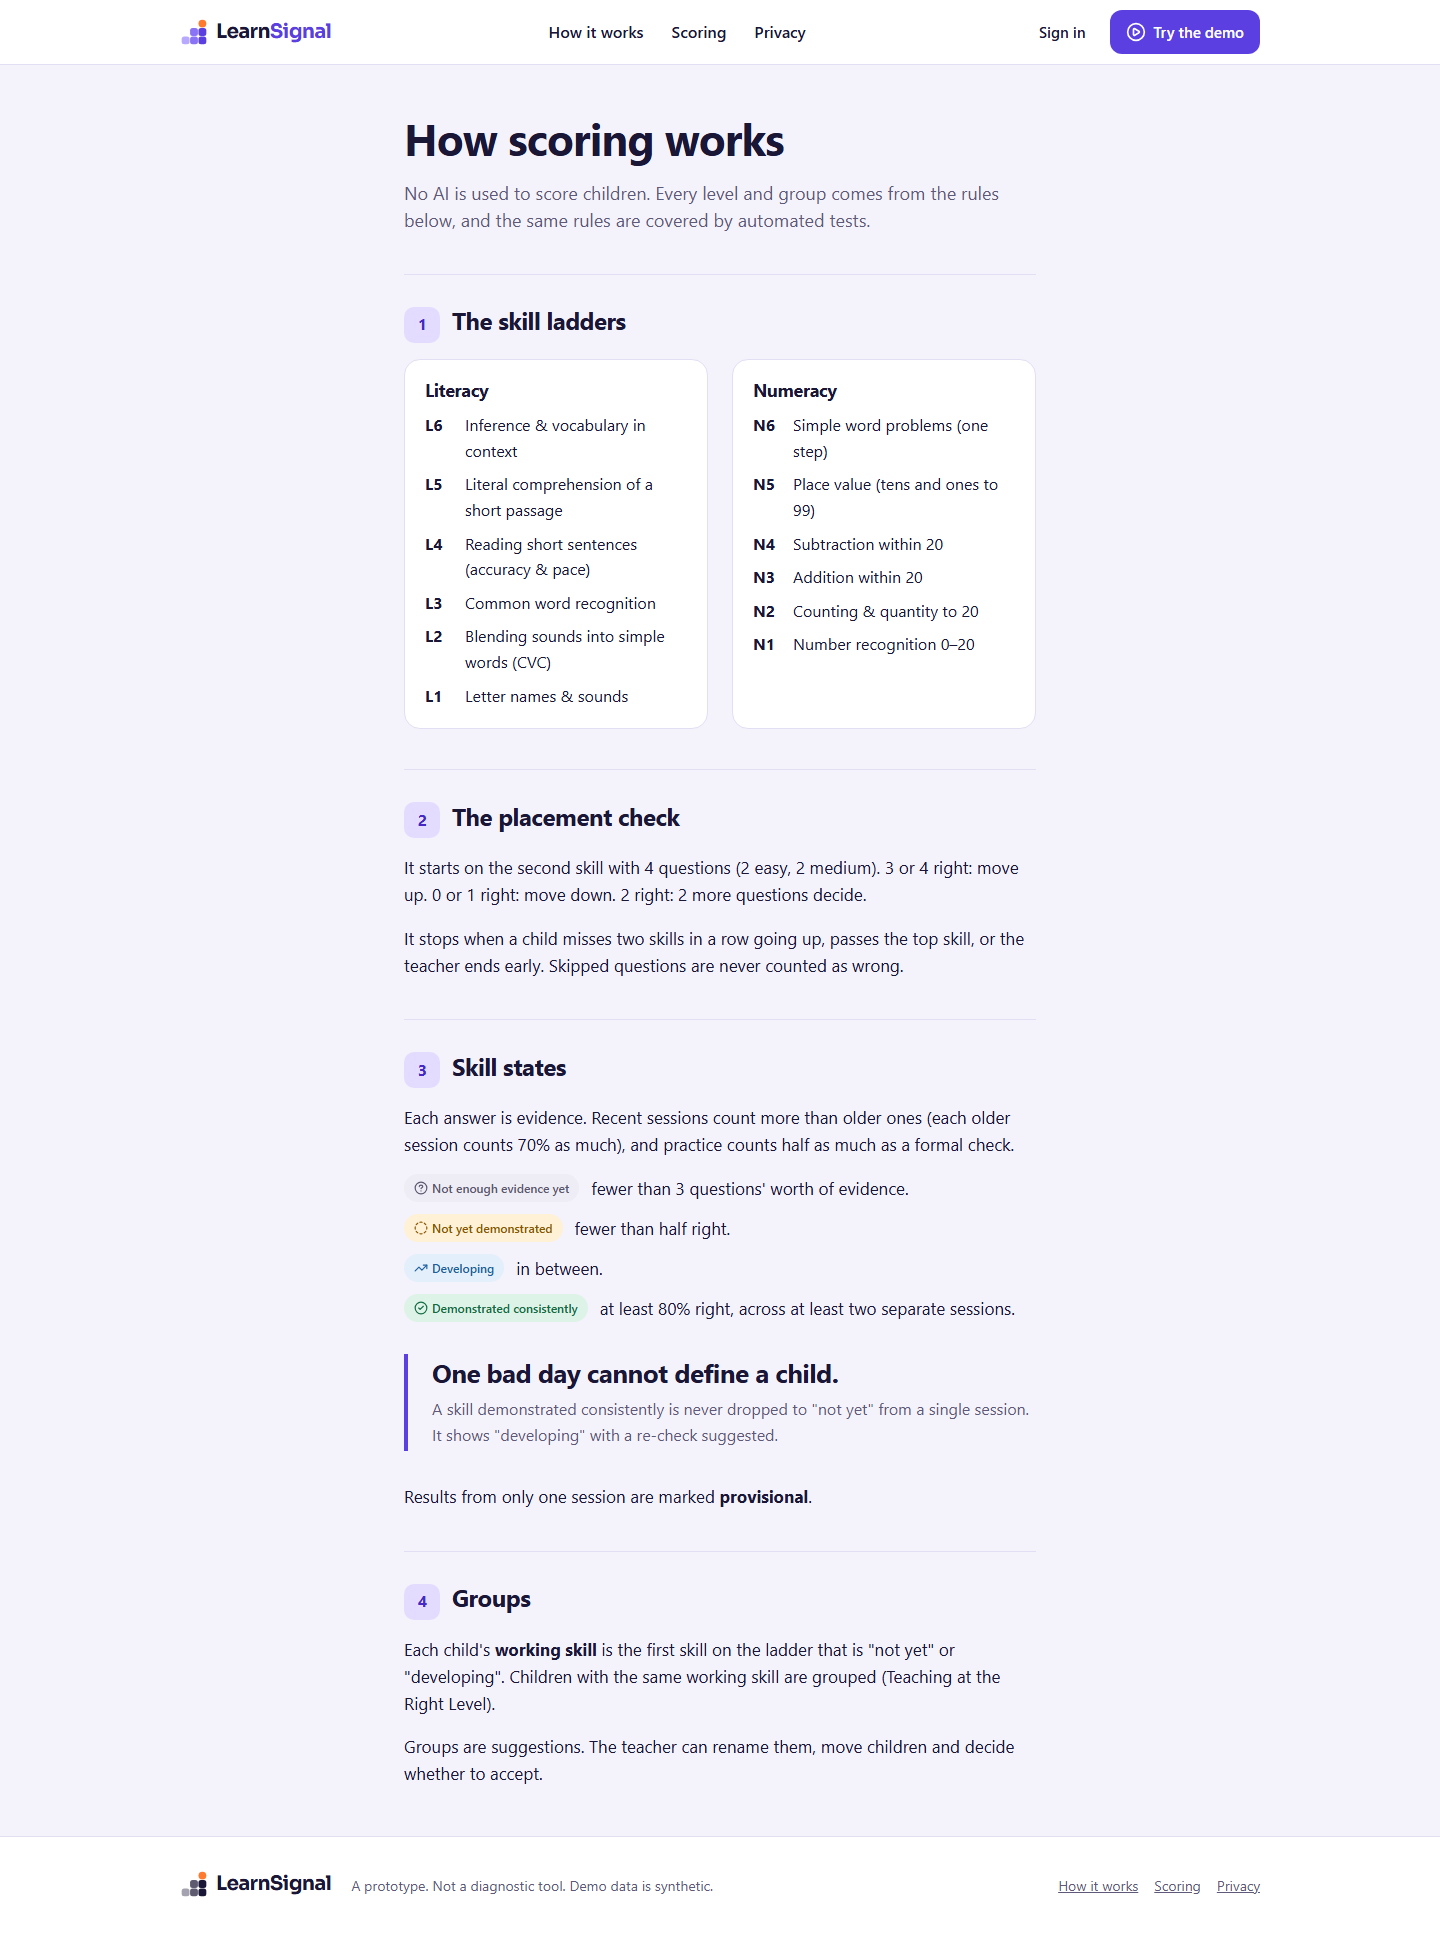 LearnSignal
How it works
Scoring
Privacy
Sign in
Try the demo
How scoring works
No AI is used to score children. Every level and group comes from the rules
below, and the same rules are covered by automated tests.
1
The skill ladders
Literacy
L6 Inference & vocabulary in
context
L5 Literal comprehension of a
short passage
L4 Reading short sentences
(accuracy & pace)
L3 Common word recognition
L2 Blending sounds into simple
words (CVC)
L1 Letter names & sounds
Numeracy
N6 Simple word problems (one
step)
N5 Place value (tens and ones to
99)
N4 Subtraction within 20
N3 Addition within 20
N2 Counting & quantity to 20
N1 Number recognition 0–20
2
The placement check
It starts on the second skill with 4 questions (2 easy, 2 medium). 3 or 4 right: move
up. 0 or 1 right: move down. 2 right: 2 more questions decide.
It stops when a child misses two skills in a row going up, passes the top skill, or the
teacher ends early. Skipped questions are never counted as wrong.
3
Skill states
Each answer is evidence. Recent sessions count more than older ones (each older
session counts 70% as much), and practice counts half as much as a formal check.
Not enough evidence yet fewer than 3 questions' worth of evidence.
Not yet demonstrated fewer than half right.
Developing in between.
Demonstrated consistently at least 80% right, across at least two separate sessions.
One bad day cannot define a child.
A skill demonstrated consistently is never dropped to "not yet" from a single session.
It shows "developing" with a re-check suggested.
Results from only one session are marked provisional.
4
Groups
Each child's working skill is the first skill on the ladder that is "not yet" or
"developing". Children with the same working skill are grouped (Teaching at the
Right Level).
Groups are suggestions. The teacher can rename them, move children and decide
whether to accept.
LearnSignal
A prototype. Not a diagnostic tool. Demo data is synthetic.
How it works
Scoring
Privacy